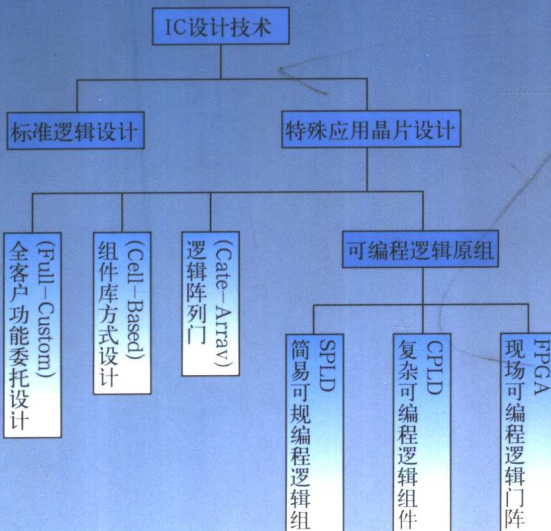 IC设计技术
标准逻辑设计
特殊应用晶片设计
(Full—Custom)
全客户功能委托设计
(Cell—Based)
组件库方式设计
(Cate—Arrav)
逻辑阵列门
可编程逻辑原组
SPLD
简易可规编程逻辑组
CPLD
复杂可编程逻辑组件
FPGA
现场可编程逻辑门阵